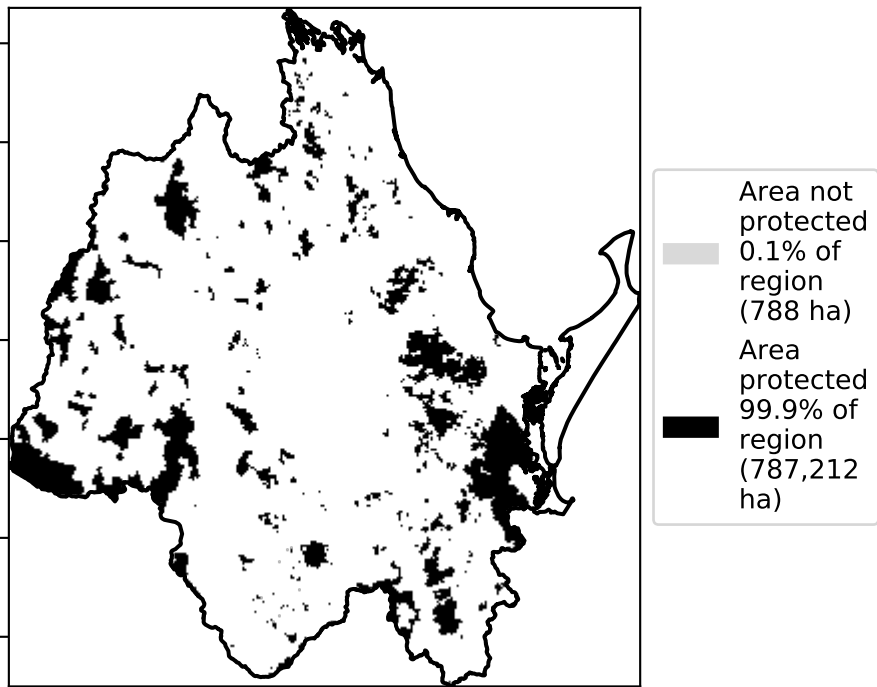 Area not
protected
0.1% of
region
(788 ha)
Area
protected
99.9% of
region
(787,212
ha)